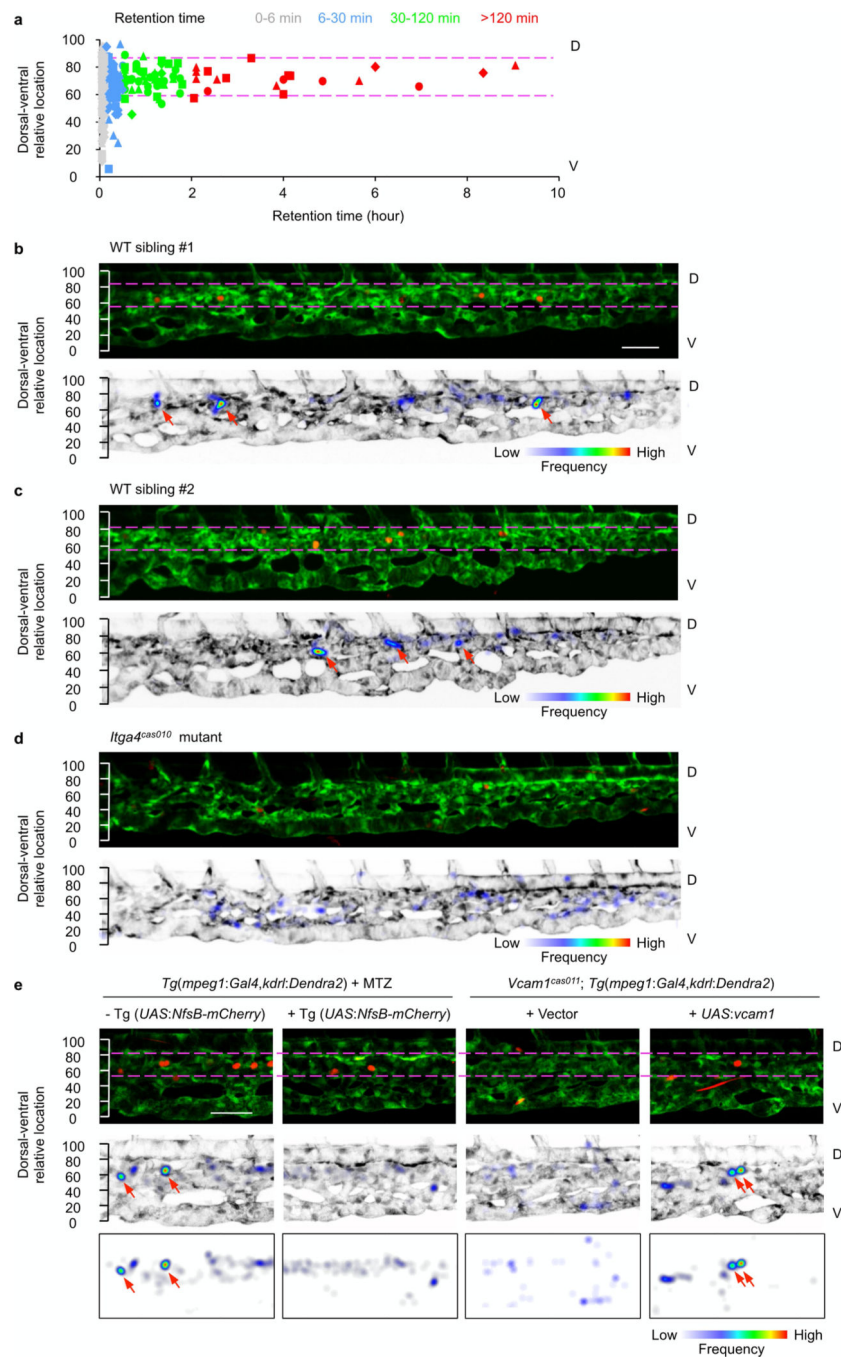 a
Retention time 0-6 min 6-30 min 30-120 min >120 min
100
80
60
40
20
0
Dorsal-ventral
relative location
D
V
0 2 4 6 8 10
Retention time (hour)
b
WT sibling #1
100
80
60
40
20
0
D
V
Dorsal-ventral
relative location
100
80
60
40
20
0
D
V
Low High
Frequency
c
WT sibling #2
100
80
60
40
20
0
D
V
Dorsal-ventral
relative location
100
80
60
40
20
0
D
V
Low High
Frequency
d
Itga4cas010 mutant
100
80
60
40
20
0
D
V
Dorsal-ventral
relative location
100
80
60
40
20
0
D
V
Low High
Frequency
e
Tg(mpeg1:Gal4,kdrl:Dendra2) + MTZ Vcam1cas011; Tg(mpeg1:Gal4,kdrl:Dendra2)
- Tg (UAS:NfsB-mCherry) + Tg (UAS:NfsB-mCherry) + Vector + UAS:vcam1
100
80
60
40
20
0
D
V
Dorsal-ventral
relative location
100
80
60
40
20
0
D
V
Low High
Frequency